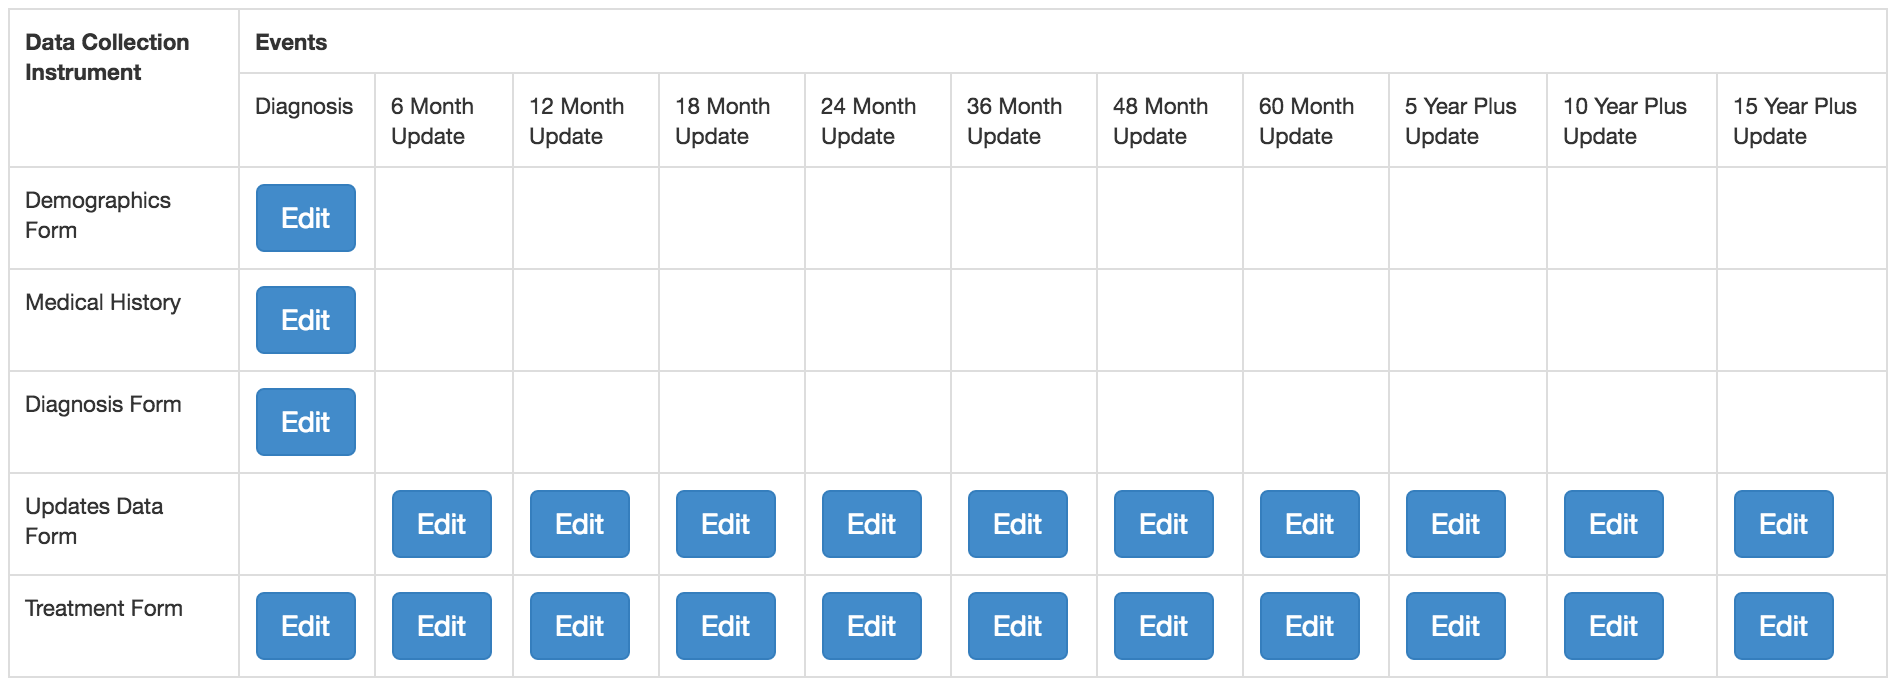 Data Collection
Instrument
Events
Diagnosis
6 Month
Update
12 Month
Update
18 Month
Update
24 Month
Update
36 Month
Update
48 Month
Update
60 Month
Update
5 Year Plus
Update
10 Year Plus
Update
15 Year Plus
Update
Demographics
Form
Edit
Medical History
Edit
Diagnosis Form
Edit
Updates Data
Form
Edit Edit Edit Edit Edit Edit Edit Edit Edit Edit
Treatment Form
Edit Edit Edit Edit Edit Edit Edit Edit Edit Edit Edit